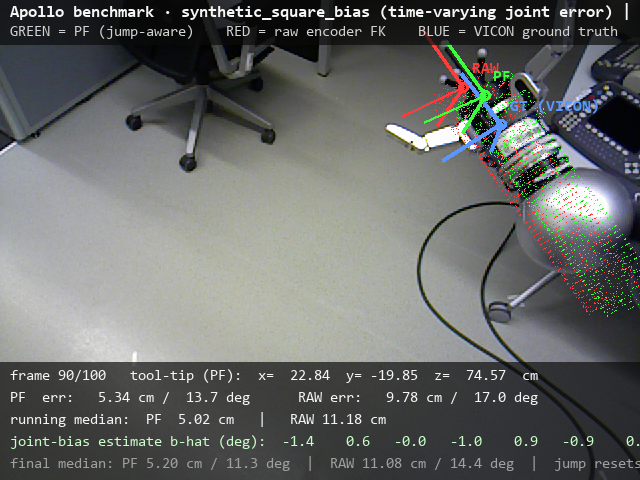 Apollo benchmark · synthetic_square_bias (time-varying joint error) |
GREEN = PF (jump-aware) RED = raw encoder FK BLUE = VICON ground truth
RAW
PF
GT (VICON)
frame 90/100 tool-tip (PF): x= 22.84 y= -19.85 z= 74.57 cm
PF err: 5.34 cm / 13.7 deg RAW err: 9.78 cm / 17.0 deg
running median: PF 5.02 cm | RAW 11.18 cm
joint-bias estimate b-hat (deg): -1.4 0.6 -0.0 -1.0 0.9 -0.9 0.
final median: PF 5.20 cm / 11.3 deg | RAW 11.08 cm / 14.4 deg | jump resets